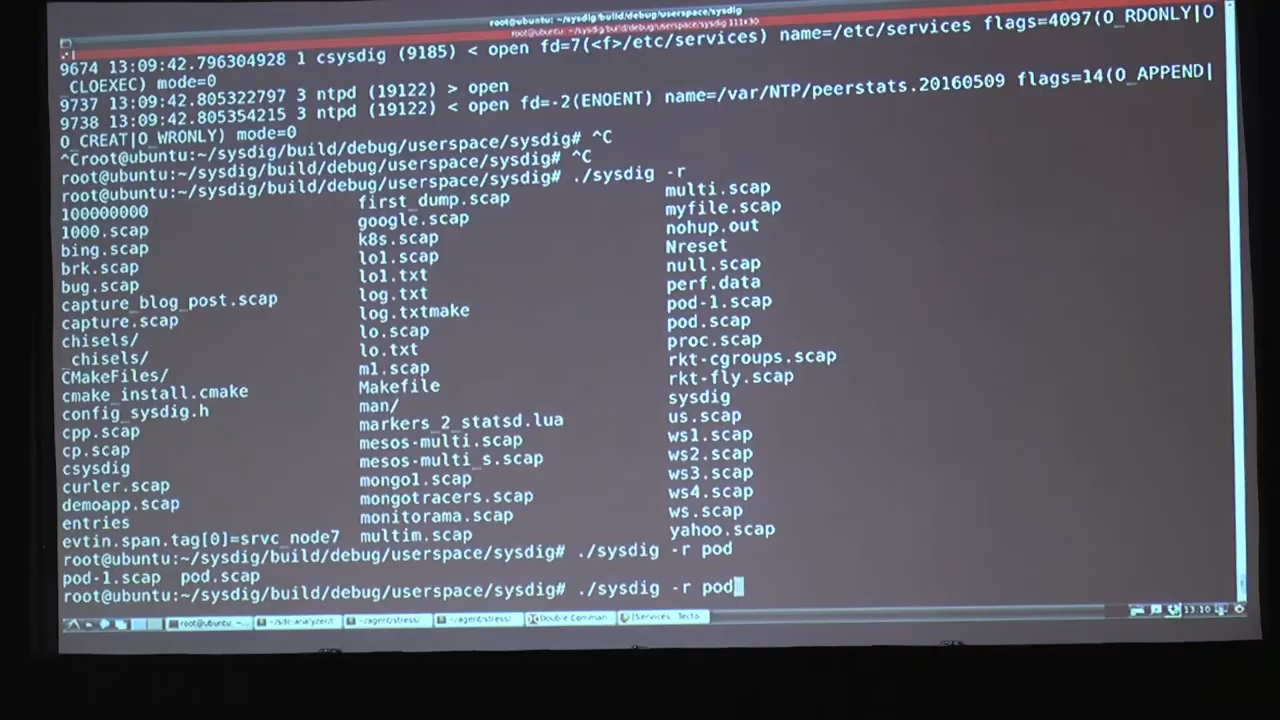 root@ubuntu: ~/sysdig/build/debug/userspace/sysdig
root@ubuntu: ~/sysdig/build/debug/userspace/sysdig 111x30
9674 13:09:42.796304928 1 csysdig (9185) < open fd=7(<f>/etc/services) name=/etc/services flags=4097(O_RDONLY|O
_CLOEXEC) mode=0
9737 13:09:42.805322797 3 ntpd (19122) > open
9738 13:09:42.805354215 3 ntpd (19122) < open fd=-2(ENOENT) name=/var/NTP/peerstats.20160509 flags=14(O_APPEND|
O_CREAT|O_WRONLY) mode=0
^Croot@ubuntu:~/sysdig/build/debug/userspace/sysdig# ^C
root@ubuntu:~/sysdig/build/debug/userspace/sysdig# ^C
root@ubuntu:~/sysdig/build/debug/userspace/sysdig# ./sysdig -r
100000000 first_dump.scap multi.scap
1000.scap google.scap myfile.scap
bing.scap k8s.scap nohup.out
brk.scap lo1.scap Nreset
bug.scap lo1.txt null.scap
capture_blog_post.scap log.txt perf.data
capture.scap log.txtmake pod-1.scap
chisels/ lo.scap pod.scap
_chisels/ lo.txt proc.scap
CMakeFiles/ m1.scap rkt-cgroups.scap
cmake_install.cmake Makefile rkt-fly.scap
config_sysdig.h man/ sysdig
cpp.scap markers_2_statsd.lua us.scap
cp.scap mesos-multi.scap ws1.scap
csysdig mesos-multi_s.scap ws2.scap
curler.scap mongo1.scap ws3.scap
demoapp.scap mongotracers.scap ws4.scap
entries monitorama.scap ws.scap
evtin.span.tag[0]=srvc_node7 multim.scap yahoo.scap
root@ubuntu:~/sysdig/build/debug/userspace/sysdig# ./sysdig -r pod
pod-1.scap pod.scap
root@ubuntu:~/sysdig/build/debug/userspace/sysdig# ./sysdig -r pod
root@ubuntu: ~... ~/agent/stress/ ~/agent/stress/ Double Comman 13:10